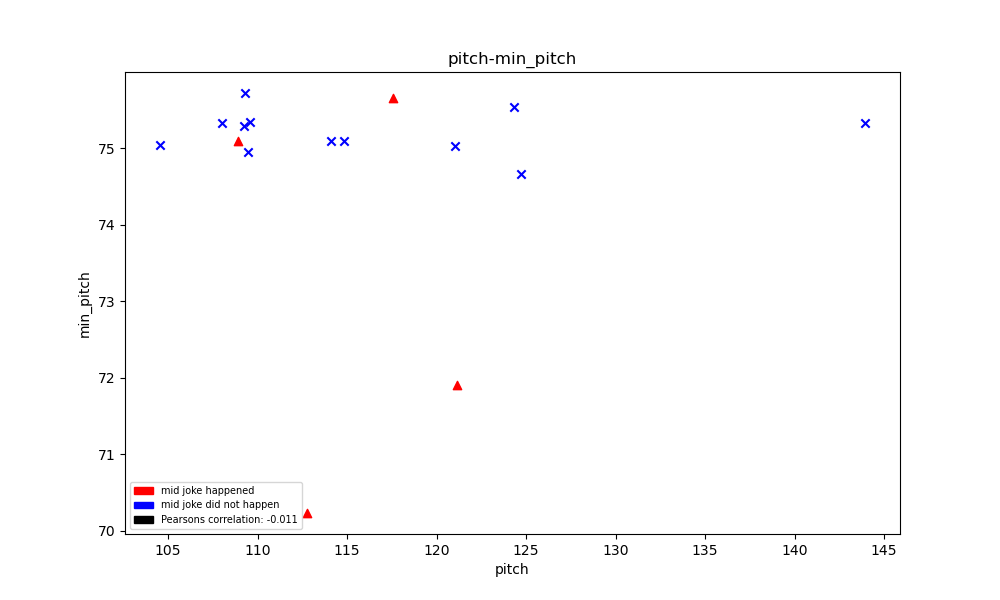 pitch-min_pitch
min_pitch
75
74
73
72
71
70
mid joke happened
mid joke did not happen
Pearsons correlation: -0.011
105 110 115 120 125 130 135 140 145
pitch